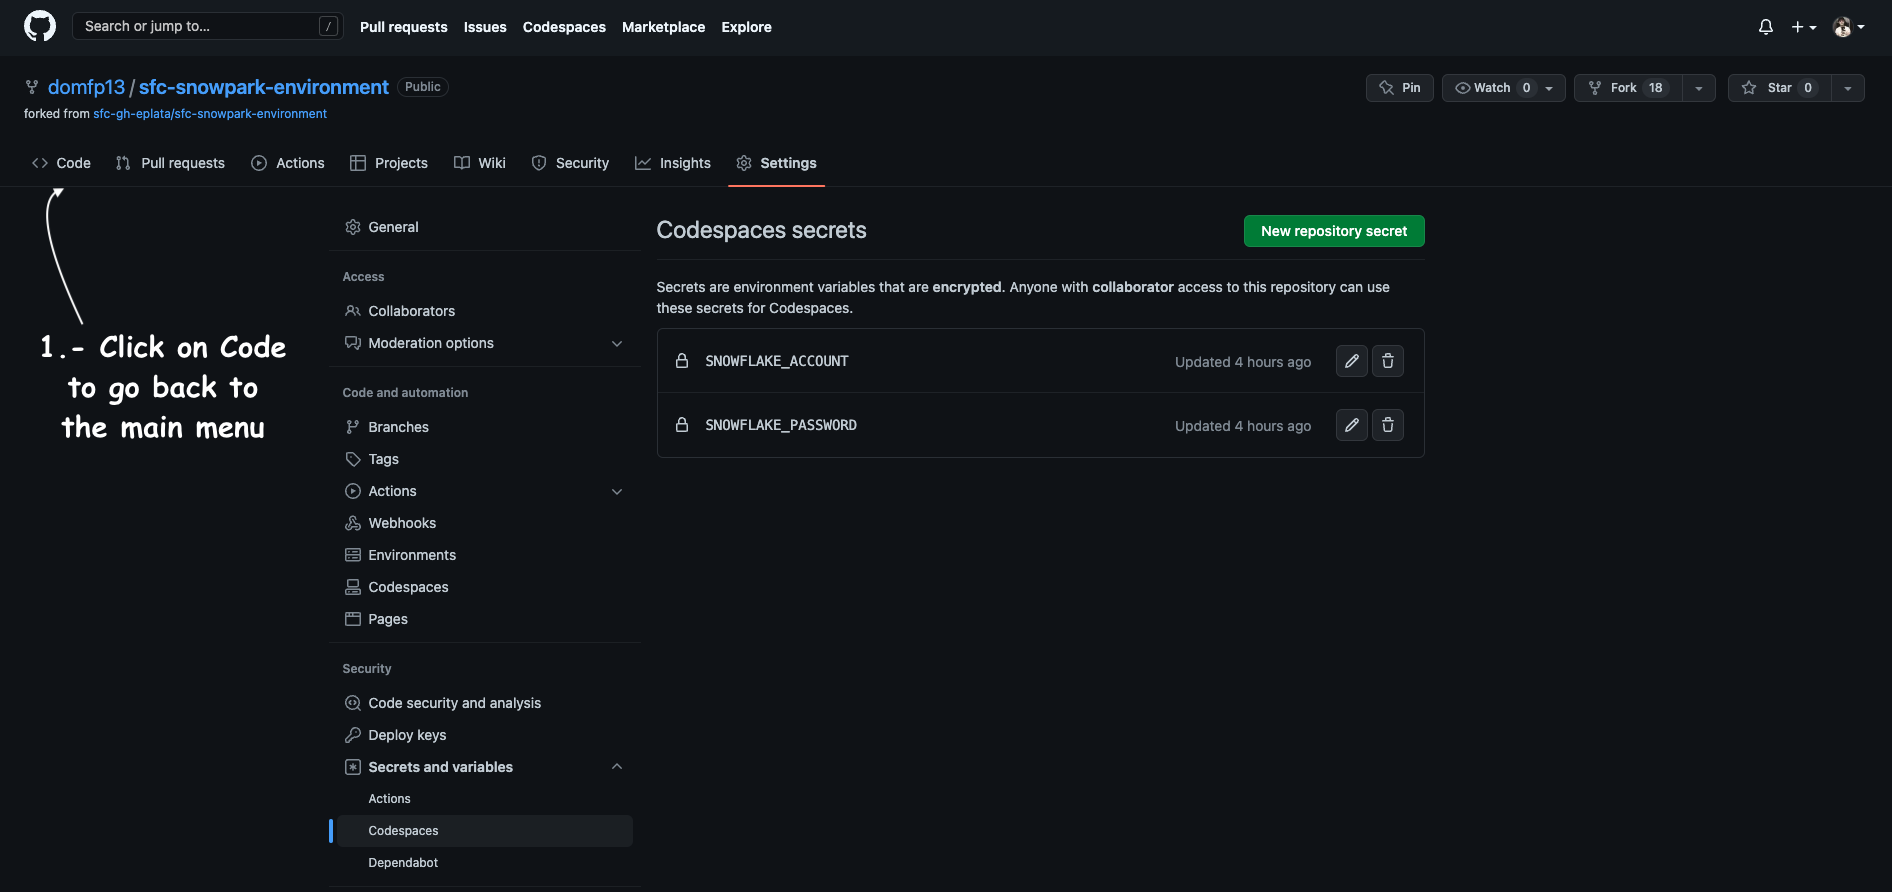 Search or jump to... /
Pull requests Issues Codespaces Marketplace Explore
domfp13 / sfc-snowpark-environment Public
forked from sfc-gh-eplata/sfc-snowpark-environment
Pin Watch 0 Fork 18 Star 0
Code Pull requests Actions Projects Wiki Security Insights Settings
1.- Click on Code
to go back to
the main menu
General
Access
Collaborators
Moderation options
Code and automation
Branches
Tags
Actions
Webhooks
Environments
Codespaces
Pages
Security
Code security and analysis
Deploy keys
Secrets and variables
Actions
Codespaces
Dependabot
Codespaces secrets
New repository secret
Secrets are environment variables that are encrypted. Anyone with collaborator access to this repository can use
these secrets for Codespaces.
SNOWFLAKE_ACCOUNT Updated 4 hours ago
SNOWFLAKE_PASSWORD Updated 4 hours ago